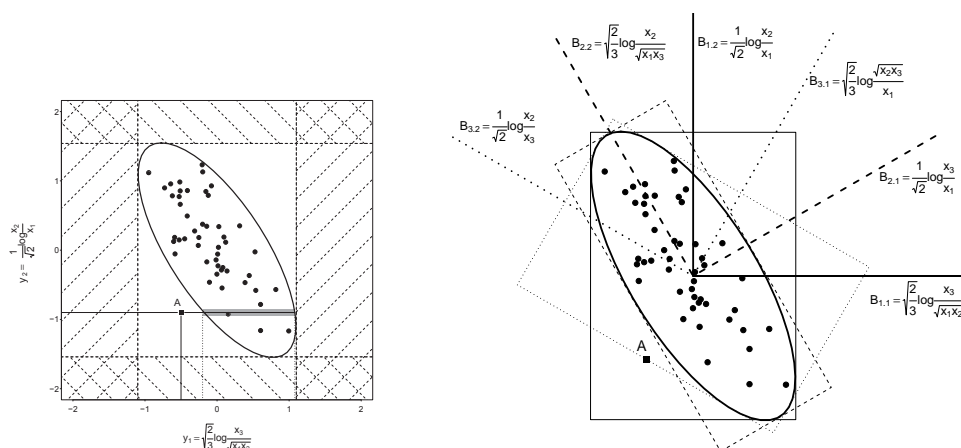 2
1
0
−1
−2
−2 −1 0 1 2
A
y₂ = 1/√2 log x₂/x₁
y₁ = √(2/3) log x₃/√(x₁x₂)
B₂.₂ = √(2/3) log x₂/√(x₁x₃)
B₁.₂ = 1/√2 log x₂/x₁
B₃.₁ = √(2/3) log √(x₂x₃)/x₁
B₃.₂ = 1/√2 log x₂/x₃
B₂.₁ = 1/√2 log x₃/x₁
B₁.₁ = √(2/3) log x₃/√(x₁x₂)
A